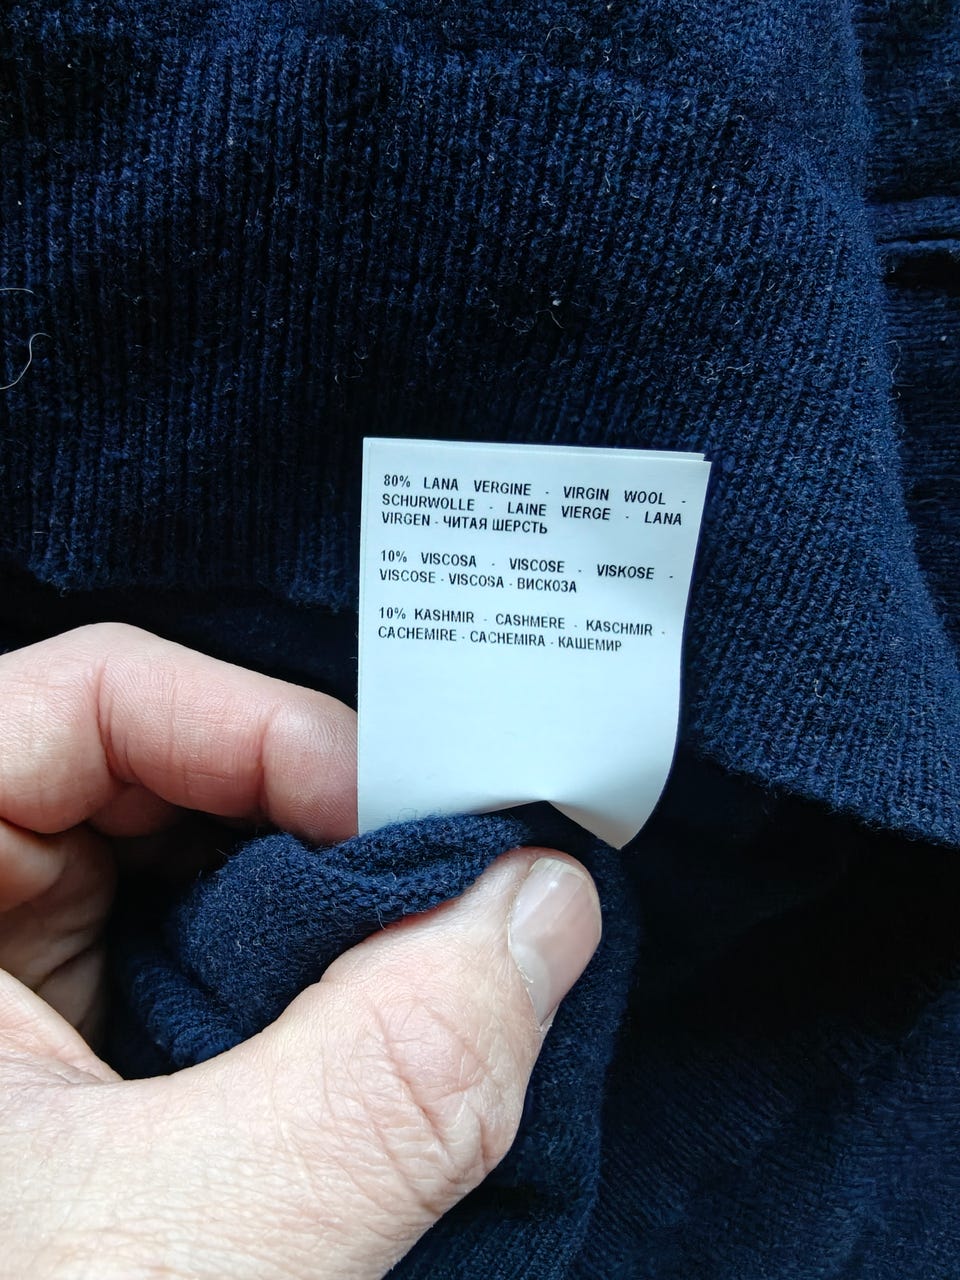 80% LANA VERGINE - VIRGIN WOOL -
SCHURWOLLE - LAINE VIERGE - LANA
VIRGEN - ЧИТАЯ ШЕРСТЬ
10% VISCOSA - VISCOSE - VISKOSE -
VISCOSE - VISCOSA - ВИСКОЗА
10% KASHMIR - CASHMERE - KASCHMIR -
CACHEMIRE - CACHEMIRA - КАШЕМИР